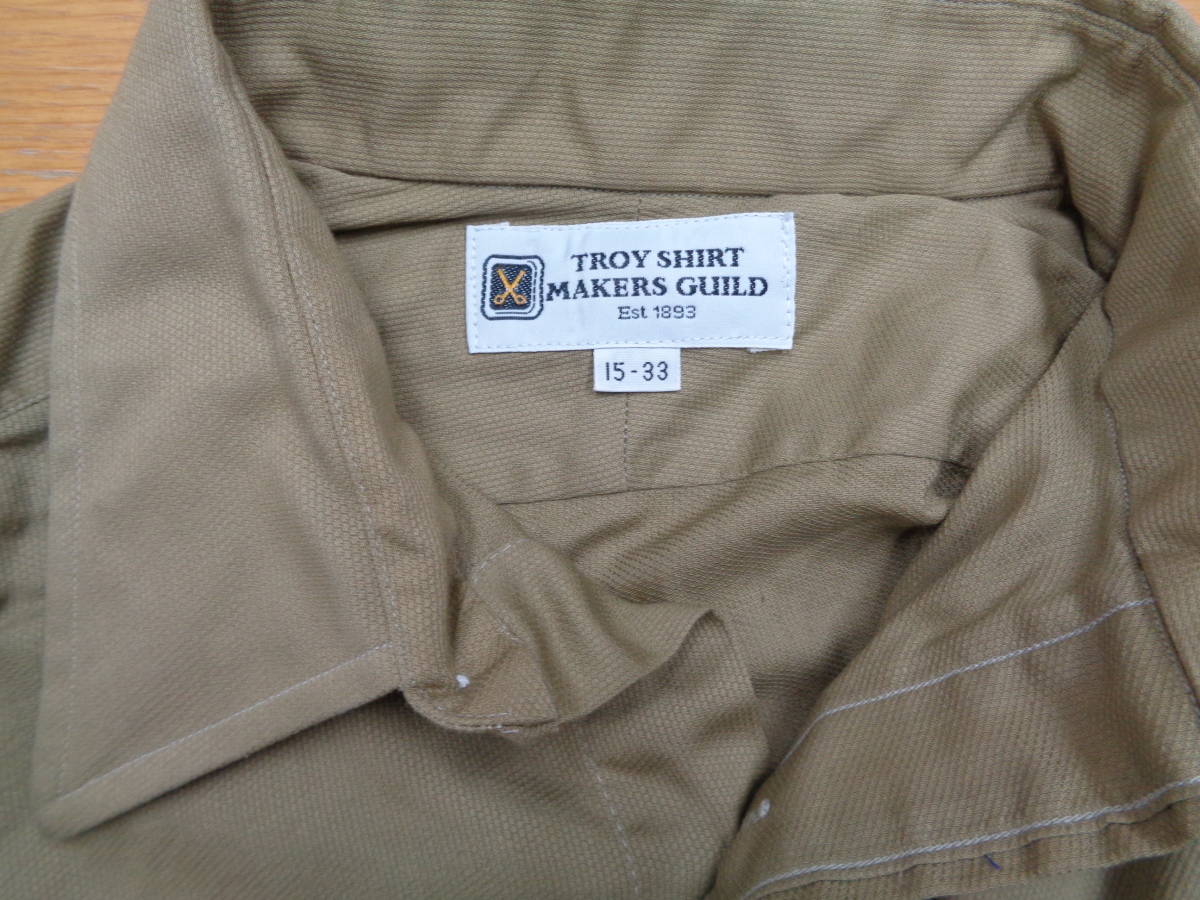 TROY SHIRT
MAKERS GUILD
Est 1893
15-33